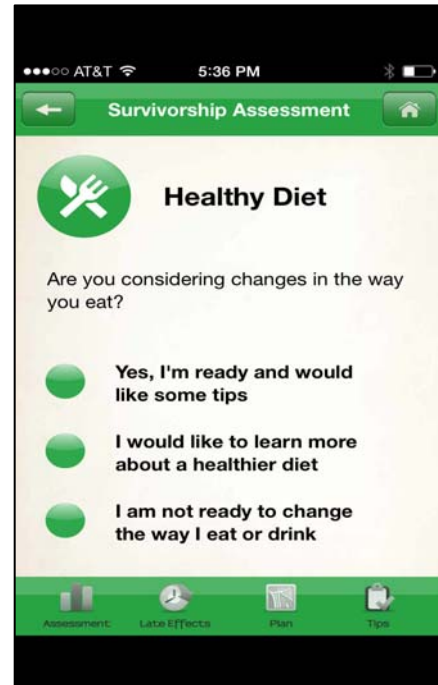 AT&T 5:36 PM
Survivorship Assessment
Healthy Diet
Are you considering changes in the way
you eat?
Yes, I'm ready and would
like some tips
I would like to learn more
about a healthier diet
I am not ready to change
the way I eat or drink
Assessment Late Effects Plan Tips